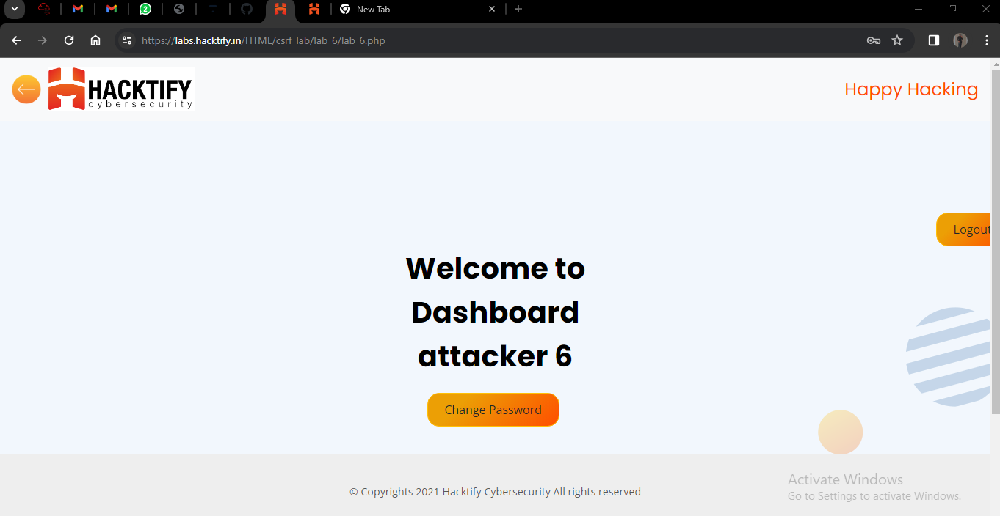 2
New Tab
https://labs.hacktify.in/HTML/csrf_lab/lab_6/lab_6.php
HACKTIFY
cybersecurity
Happy Hacking
Logout
Welcome to
Dashboard
attacker 6
Change Password
© Copyrights 2021 Hacktify Cybersecurity All rights reserved
Activate Windows
Go to Settings to activate Windows.